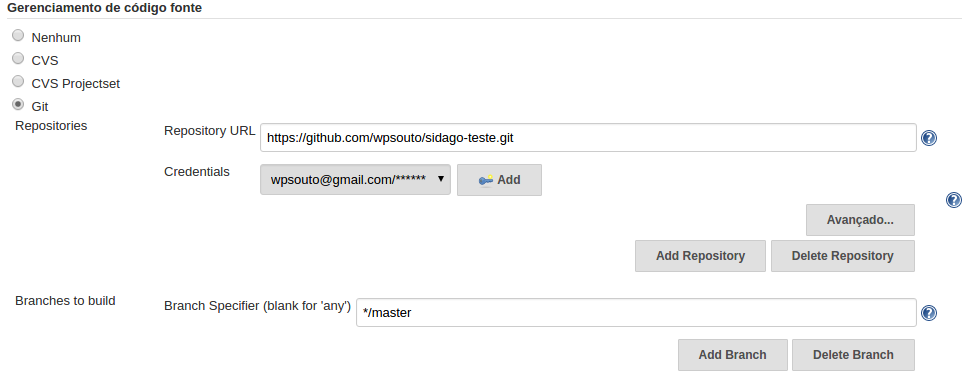 Gerenciamento de código fonte
Nenhum
CVS
CVS Projectset
Git
Repositories
Repository URL https://github.com/wpsouto/sidago-teste.git ?
Credentials wpsouto@gmail.com/****** Add
?
Avançado...
Add Repository Delete Repository
Branches to build Branch Specifier (blank for 'any') */master ?
Add Branch Delete Branch